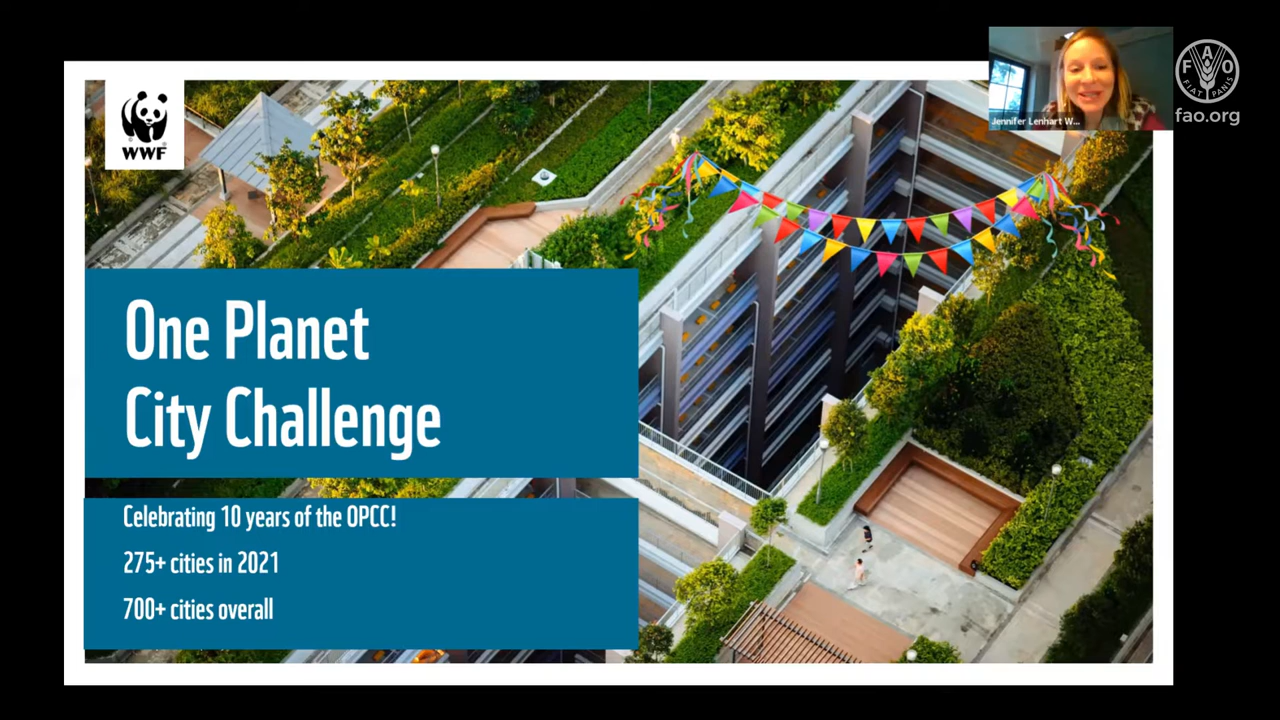 WWF
Jennifer Lenhart W...
FAO
FIAT PANIS
fao.org
One Planet
City Challenge
Celebrating 10 years of the OPCC!
275+ cities in 2021
700+ cities overall